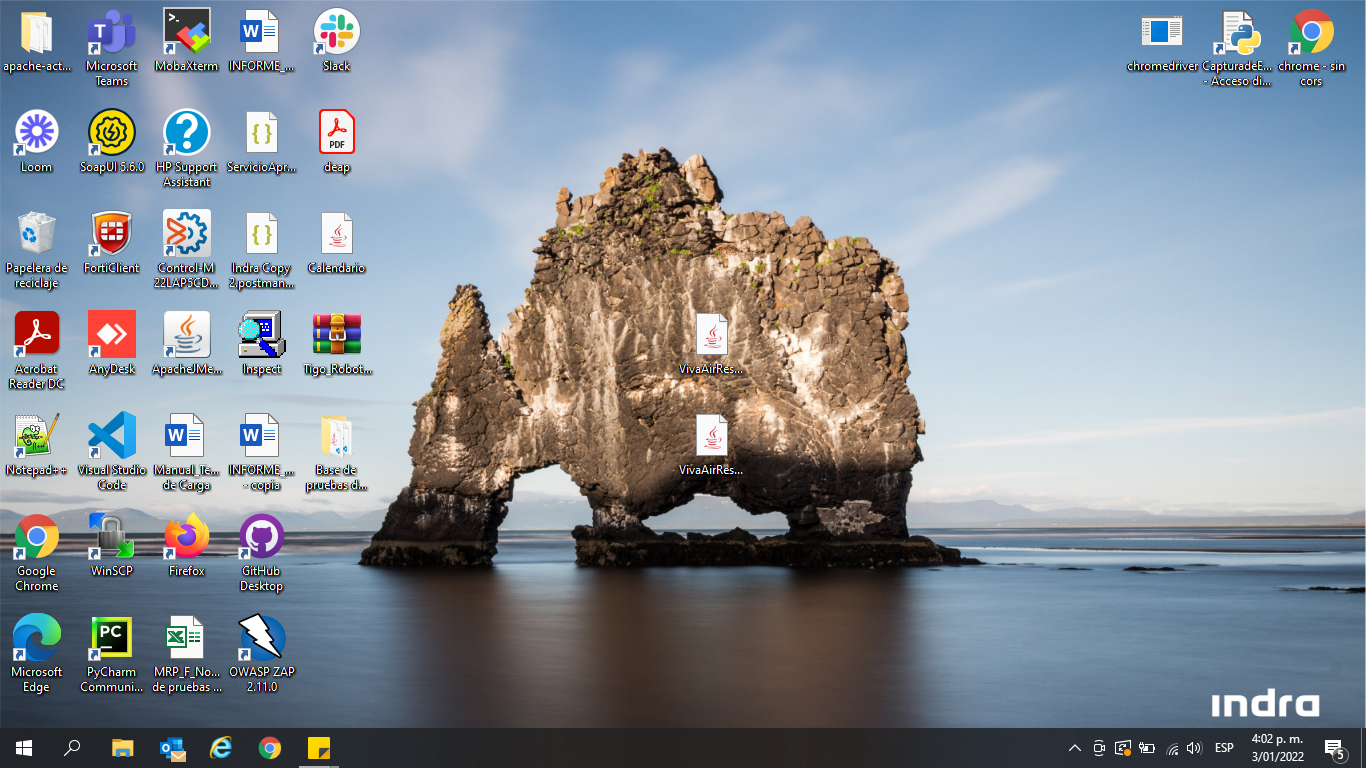 apache-act...
Microsoft
Teams
MobaXterm
INFORME_...
Slack
chromedriver
CapturadeE...
- Acceso di...
chrome - sin
cors
Loom
SoapUI 5.6.0
HP Support
Assistant
ServicioApr...
PDF
deap
Papelera de
reciclaje
FortiClient
Control-M
22LAP5CD...
Indra Copy
2.postman...
Calendario
Acrobat
Reader DC
AnyDesk
ApacheJMe...
Inspect
Tigo_Robot...
VivaAirRes...
Notepad++
Visual Studio
Code
Manual_Te...
de Carga
INFORME_...
- copia
Base de
pruebas d...
VivaAirRes...
Google
Chrome
WinSCP
Firefox
GitHub
Desktop
PC
Microsoft
Edge
PyCharm
Communi...
MRP_F_No...
de pruebas ...
OWASP ZAP
2.11.0
indra
ESP
4:02 p. m.
3/01/2022
5